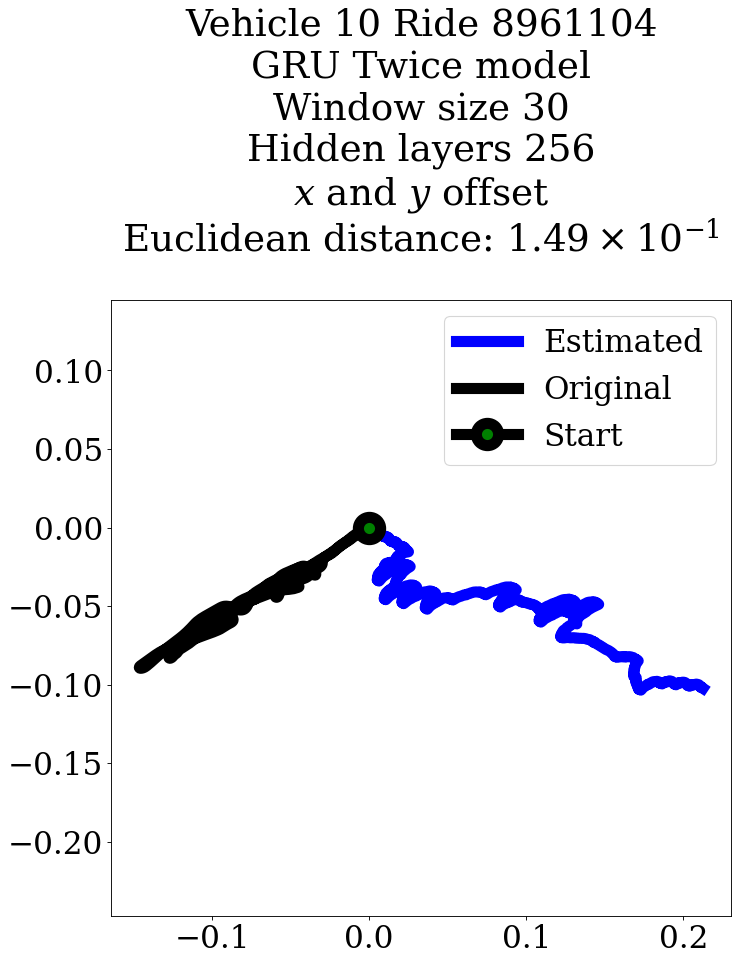 Vehicle 10 Ride 8961104
GRU Twice model
Window size 30
Hidden layers 256
x and y offset
Euclidean distance: 1.49 × 10⁻¹
Estimated
Original
Start
0.10
0.05
0.00
−0.05
−0.10
−0.15
−0.20
−0.1
0.0
0.1
0.2